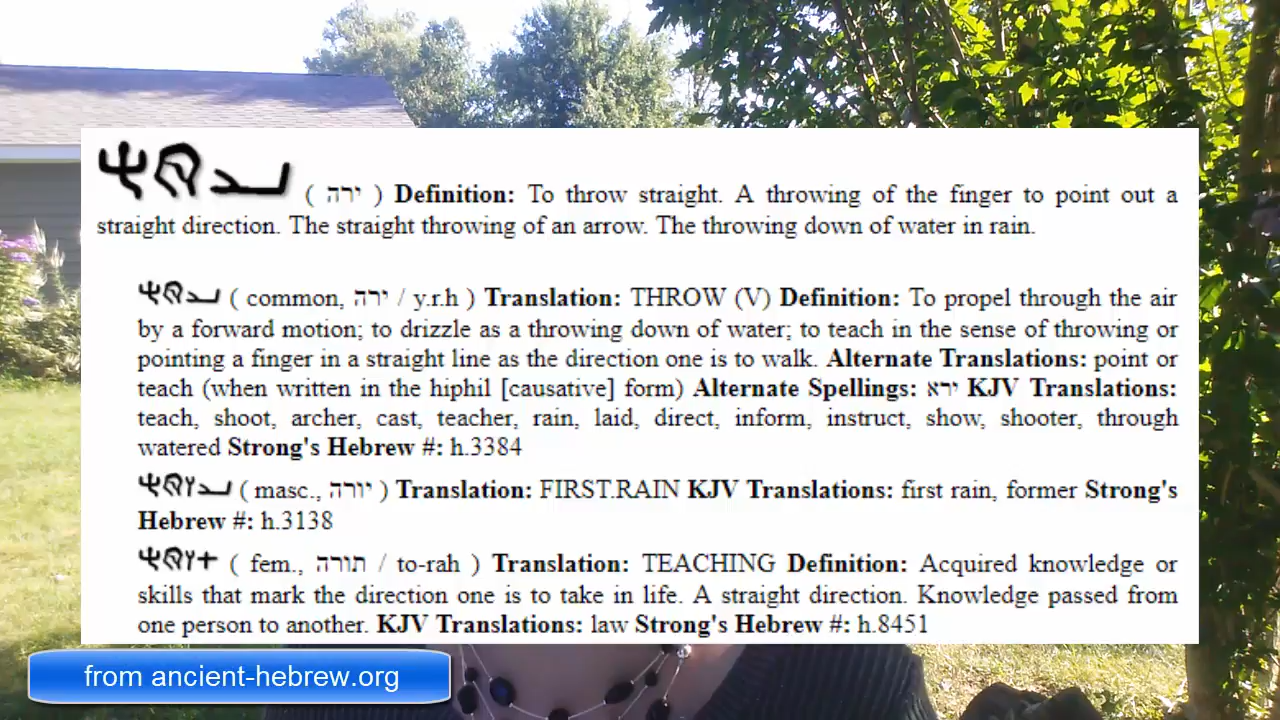 ( ירה ) Definition: To throw straight. A throwing of the finger to point out a
straight direction. The straight throwing of an arrow. The throwing down of water in rain.
( common, ירה / y.r.h ) Translation: THROW (V) Definition: To propel through the air
by a forward motion; to drizzle as a throwing down of water; to teach in the sense of throwing or
pointing a finger in a straight line as the direction one is to walk. Alternate Translations: point or
teach (when written in the hiphil [causative] form) Alternate Spellings: ירא KJV Translations:
teach, shoot, archer, cast, teacher, rain, laid, direct, inform, instruct, show, shooter, through
watered Strong's Hebrew #: h.3384
( masc., יורה ) Translation: FIRST.RAIN KJV Translations: first rain, former Strong's
Hebrew #: h.3138
( fem., תורה / to-rah ) Translation: TEACHING Definition: Acquired knowledge or
skills that mark the direction one is to take in life. A straight direction. Knowledge passed from
one person to another. KJV Translations: law Strong's Hebrew #: h.8451
from ancient-hebrew.org